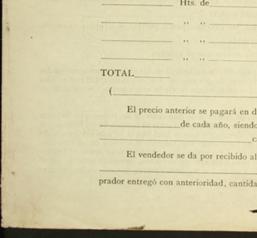 Hts. de
,, ,,
,, ,,
,, ,,
TOTAL
(
El precio anterior se pagará en d
de cada año, siendo
c
El vendedor se da por recibido al
prador entregó con anterioridad, cantida